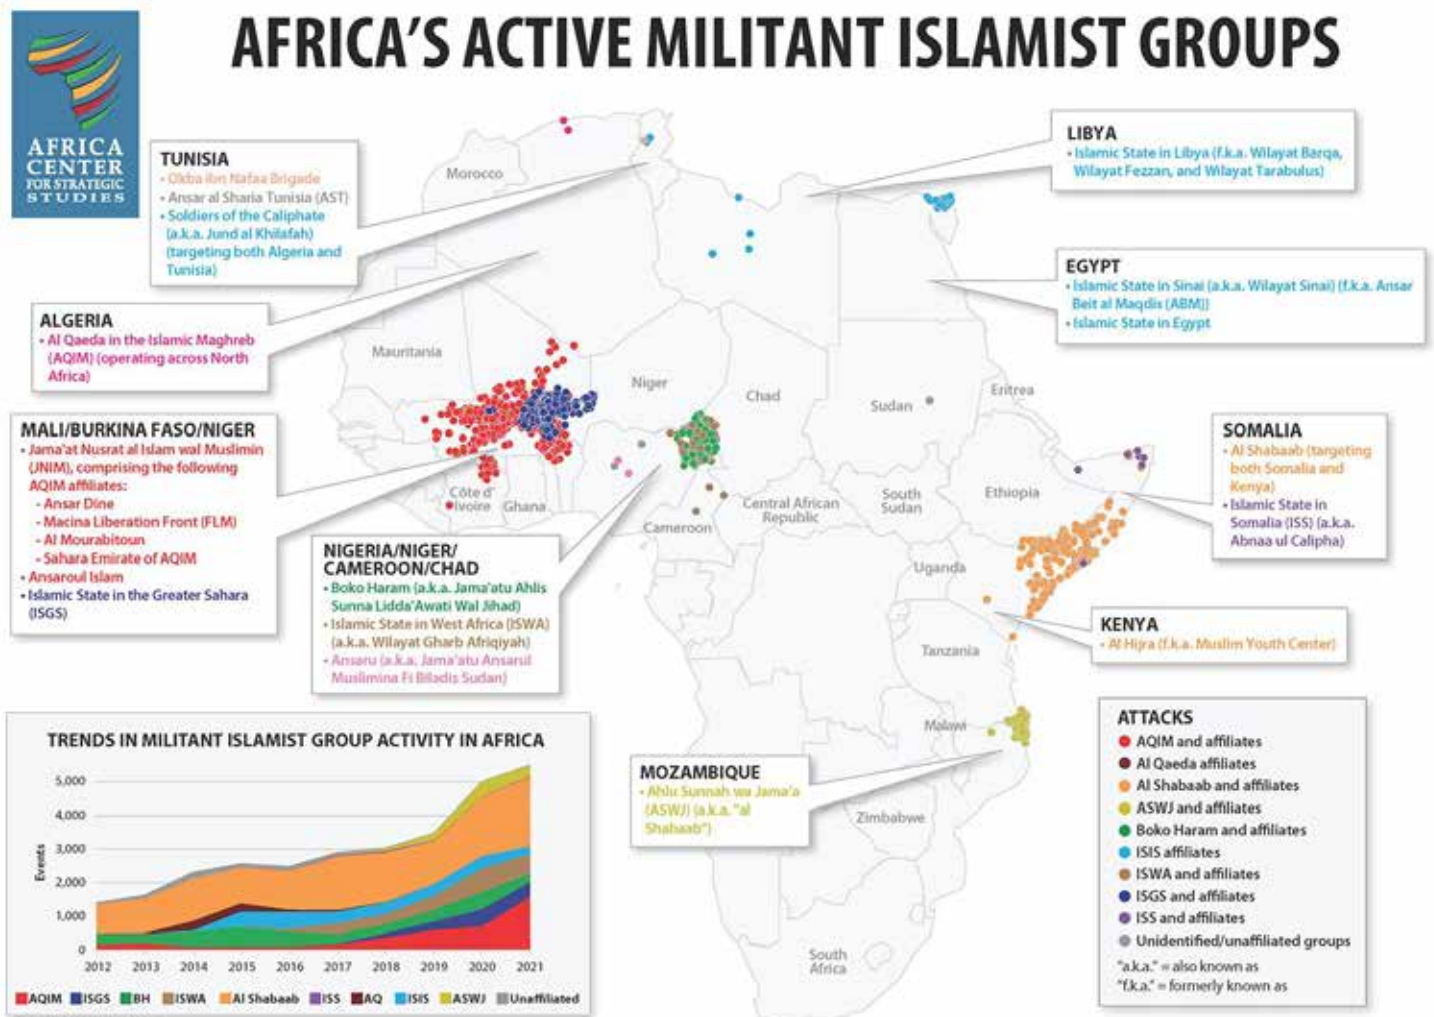 AFRICA'S ACTIVE MILITANT ISLAMIST GROUPS
AFRICA
CENTER
FOR STRATEGIC
STUDIES
TUNISIA
• Okba ibn Nafaa Brigade
• Ansar al Sharia Tunisia (AST)
• Soldiers of the Caliphate
(a.k.a. Jund al Khilafah)
(targeting both Algeria and
Tunisia)
ALGERIA
• Al Qaeda in the Islamic Maghreb
(AQIM) (operating across North
Africa)
MALI/BURKINA FASO/NIGER
• Jama'at Nusrat al Islam wal Muslimin
(JNIM), comprising the following
AQIM affiliates:
- Ansar Dine
- Macina Liberation Front (FLM)
- Al Mourabitoun
- Sahara Emirate of AQIM
• Ansaroul Islam
• Islamic State in the Greater Sahara
(ISGS)
NIGERIA/NIGER/
CAMEROON/CHAD
• Boko Haram (a.k.a. Jama'atu Ahlis
Sunna Lidda'Awati Wal Jihad)
• Islamic State in West Africa (ISWA)
(a.k.a. Wilayat Gharb Afriqiyah)
• Ansaru (a.k.a. Jama'atu Ansarul
Muslimina Fi Biladis Sudan)
LIBYA
• Islamic State in Libya (f.k.a. Wilayat Barqa,
Wilayat Fezzan, and Wilayat Tarabulus)
EGYPT
• Islamic State in Sinai (a.k.a. Wilayat Sinai) (f.k.a. Ansar
Beit al Maqdis (ABM))
• Islamic State in Egypt
SOMALIA
• Al Shabaab (targeting
both Somalia and
Kenya)
• Islamic State in
Somalia (ISS) (a.k.a.
Abnaa ul Calipha)
KENYA
• Al Hijra (f.k.a. Muslim Youth Center)
MOZAMBIQUE
• Ahlu Sunnah wa Jama'a
(ASWJ) (a.k.a. "al
Shabaab")
Morocco
Mauritania
Niger
Chad
Sudan
Eritrea
Côte d'
Ivoire
Ghana
Cameroon
Central African
Republic
South
Sudan
Ethiopia
Uganda
Tanzania
Malawi
Zimbabwe
South
Africa
ATTACKS
AQIM and affiliates
Al Qaeda affiliates
Al Shabaab and affiliates
ASWJ and affiliates
Boko Haram and affiliates
ISIS affiliates
ISWA and affiliates
ISGS and affiliates
ISS and affiliates
Unidentified/unaffiliated groups
"a.k.a." = also known as
"f.k.a." = formerly known as
TRENDS IN MILITANT ISLAMIST GROUP ACTIVITY IN AFRICA
Events
5,000
4,000
3,000
2,000
1,000
0
2012 2013 2014 2015 2016 2017 2018 2019 2020 2021
AQIM ISGS BH ISWA Al Shabaab ISS AQ ISIS ASWJ Unaffiliated